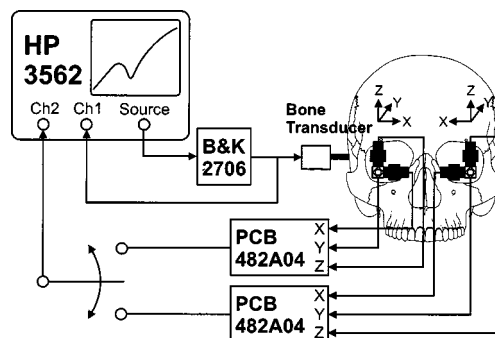 HP
3562
Ch2 Ch1 Source
B&K
2706
Bone
Transducer
Z
Y
X
Z
Y
X
PCB
482A04
X
Y
Z
PCB
482A04
X
Y
Z